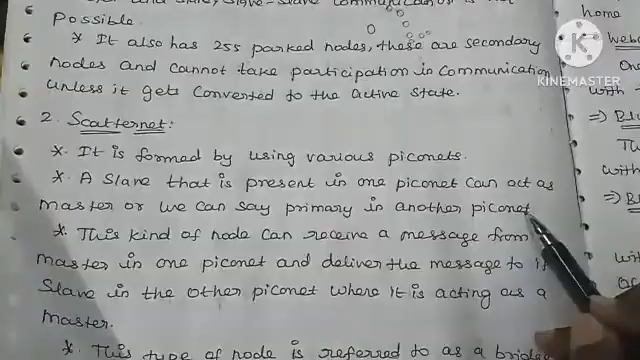 Possible.
* It also has 255 parked nodes, these are secondary
nodes and cannot take participation in communication
unless it gets converted to the active state.
2. Scatternet:
*. It is formed by using various piconets.
*. A slave that is present in one piconet can act as
master or we can say primary in another piconet
*. This kind of node can receive a message from
master in one piconet and deliver the message to
slave in the other piconet where it is acting as a
master.
*. This type of node is referred to as a bridge
home
with
KINEMASTER